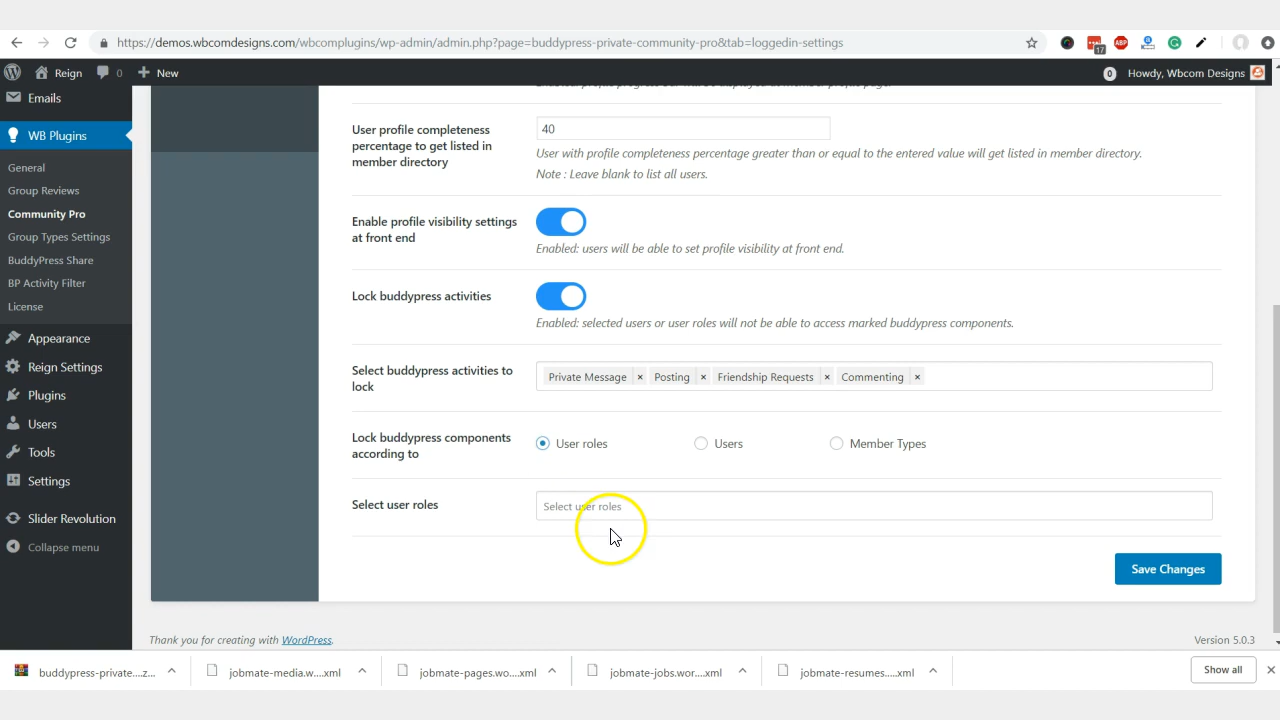 https://demos.wbcomdesigns.com/wbcomplugin/wp-admin/admin.php?page=buddypress-private-community-pro&tab=loggedin-settings
17
ABP
Reign
0
New
0
Howdy, Wbcom Designs
Emails
WB Plugins
General
Group Reviews
Community Pro
Group Types Settings
BuddyPress Share
BP Activity Filter
License
Appearance
Reign Settings
Plugins
Users
Tools
Settings
Slider Revolution
Collapse menu
User profile completeness
percentage to get listed in
member directory
40
User with profile completeness percentage greater than or equal to the entered value will get listed in member directory.
Note : Leave blank to list all users.
Enable profile visibility settings
at front end
Enabled: users will be able to set profile visibility at front end.
Lock buddypress activities
Enabled: selected users or user roles will not be able to access marked buddypress components.
Select buddypress activities to
lock
Private Message × Posting × Friendship Requests × Commenting ×
Lock buddypress components
according to
User roles
Users
Member Types
Select user roles
Select user roles
Save Changes
Thank you for creating with WordPress.
Version 5.0.3
buddypress-private....z...
jobmate-media.w....xml
jobmate-pages.wo....xml
jobmate-jobs.wor....xml
jobmate-resumes.....xml
Show all